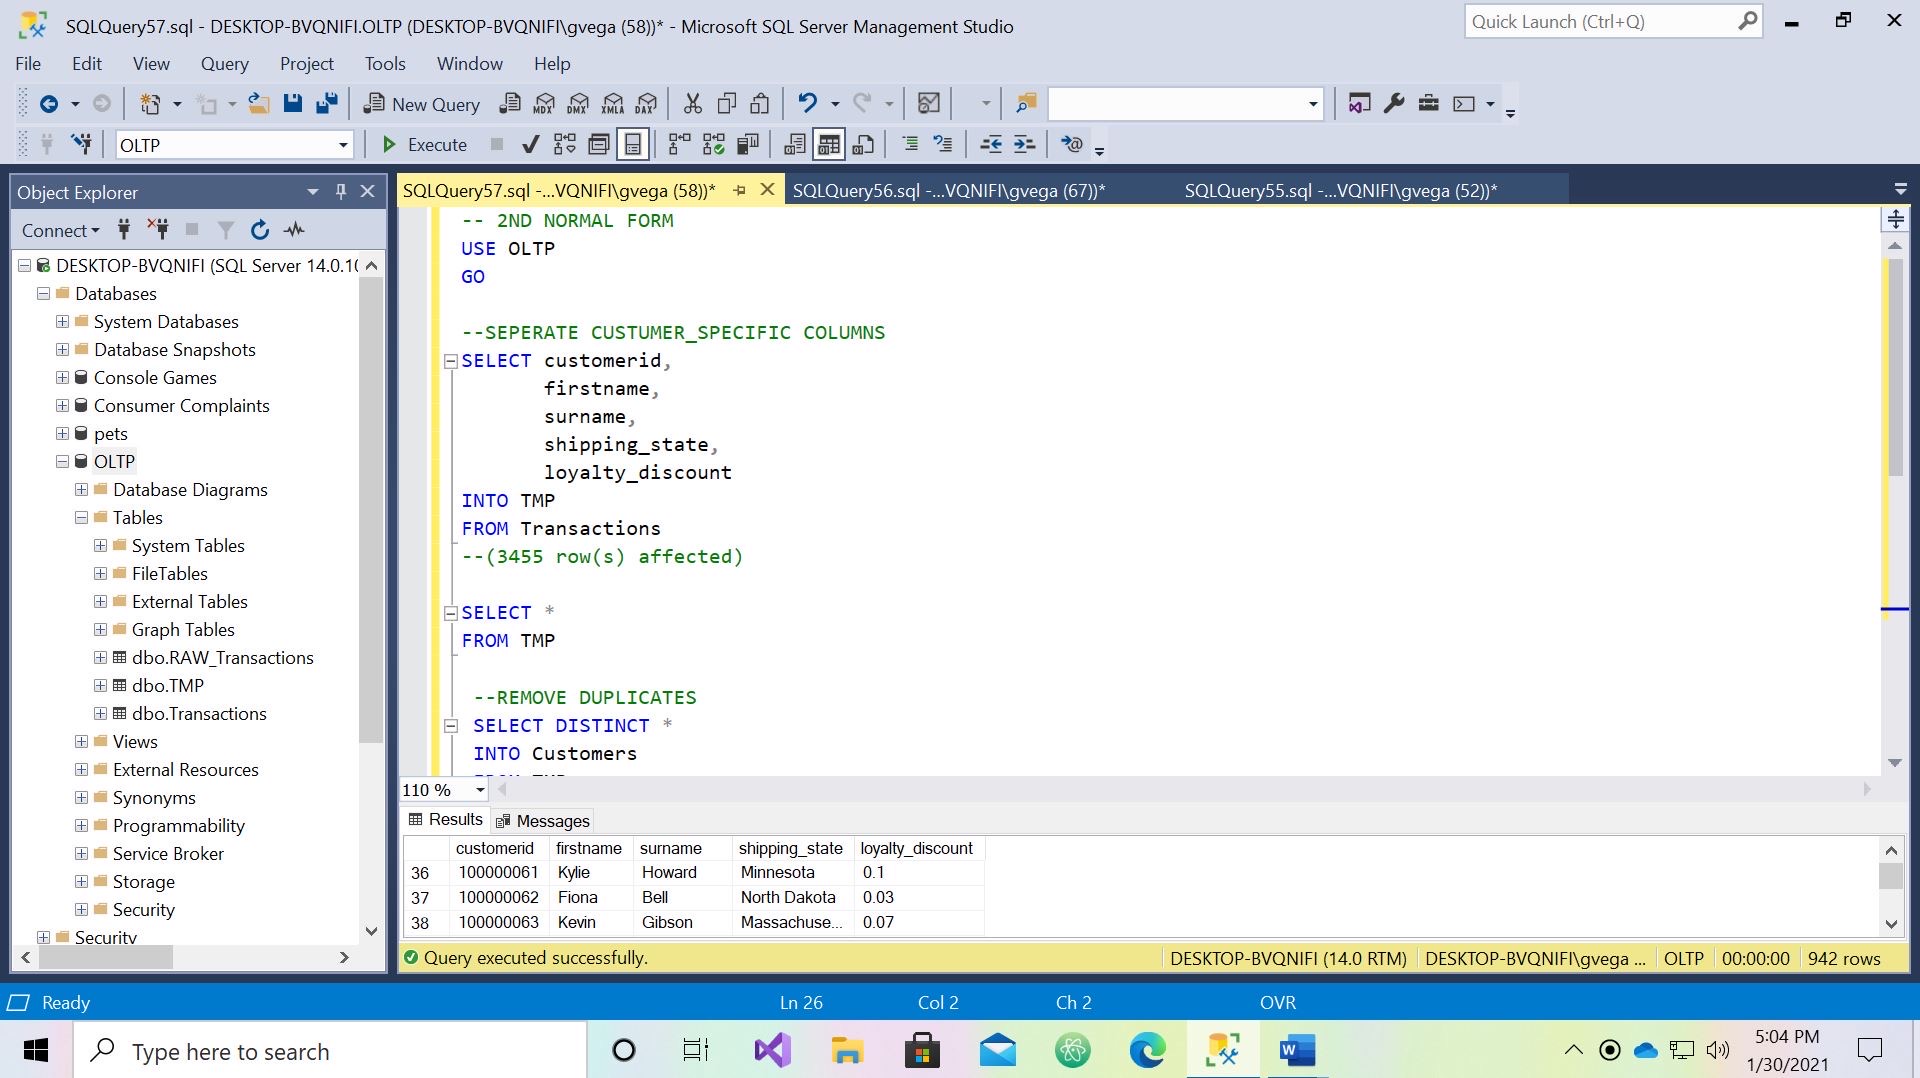 SQLQuery57.sql - DESKTOP-BVQNIFI.OLTP (DESKTOP-BVQNIFI\gvega (58))* - Microsoft SQL Server Management Studio
Quick Launch (Ctrl+Q)
File Edit View Query Project Tools Window Help
New Query MDX DMX XMLA DAX
OLTP Execute
Object Explorer
SQLQuery57.sql -...VQNIFI\gvega (58))* SQLQuery56.sql -...VQNIFI\gvega (67))* SQLQuery55.sql -...VQNIFI\gvega (52))*
Connect
DESKTOP-BVQNIFI (SQL Server 14.0.10
Databases
System Databases
Database Snapshots
Console Games
Consumer Complaints
pets
OLTP
Database Diagrams
Tables
System Tables
FileTables
External Tables
Graph Tables
dbo.RAW_Transactions
dbo.TMP
dbo.Transactions
Views
External Resources
Synonyms
Programmability
Service Broker
Storage
Security
Security
-- 2ND NORMAL FORM
USE OLTP
GO
--SEPERATE CUSTUMER_SPECIFIC COLUMNS
SELECT customerid,
firstname,
surname,
shipping_state,
loyalty_discount
INTO TMP
FROM Transactions
--(3455 row(s) affected)
SELECT *
FROM TMP
--REMOVE DUPLICATES
SELECT DISTINCT *
INTO Customers
FROM TMP
110 %
Results Messages
customerid firstname surname shipping_state loyalty_discount
36 100000061 Kylie Howard Minnesota 0.1
37 100000062 Fiona Bell North Dakota 0.03
38 100000063 Kevin Gibson Massachuse... 0.07
Query executed successfully. DESKTOP-BVQNIFI (14.0 RTM) DESKTOP-BVQNIFI\gvega ... OLTP 00:00:00 942 rows
Ready Ln 26 Col 2 Ch 2 OVR
Type here to search
5:04 PM
1/30/2021